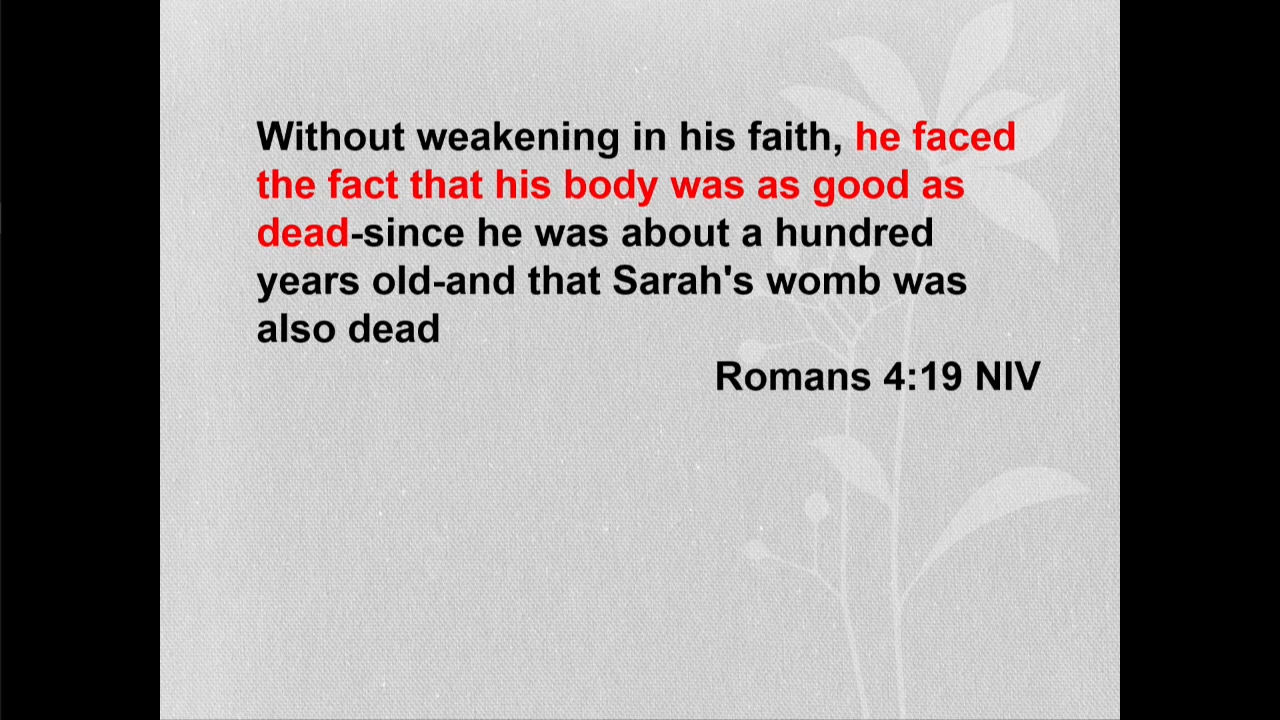 Without weakening in his faith, he faced
the fact that his body was as good as
dead-since he was about a hundred
years old-and that Sarah's womb was
also dead
Romans 4:19 NIV